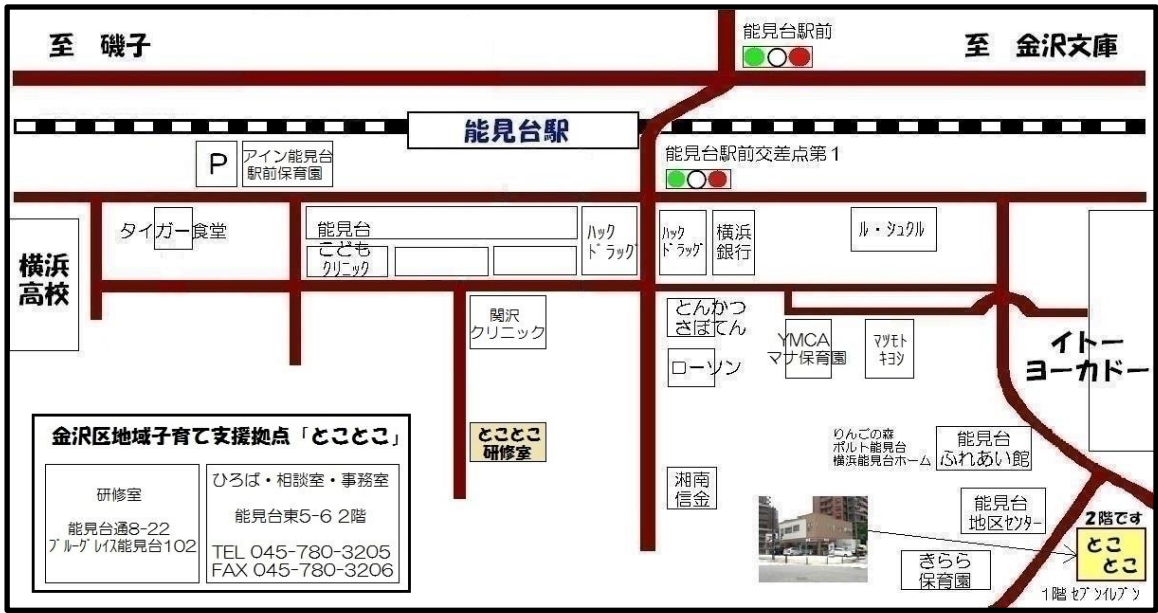 至 磯子
能見台駅前
至 金沢文庫
能見台駅
能見台駅前交差点第1
P
アイン能見台
駅前保育園
タイガー食堂
能見台
こども
クリニック
ハック
ドラッグ
ハック
ドラッグ
横浜
銀行
ル・シュクル
横浜
高校
関沢
クリニック
とんかつ
さぼてん
ローソン
YMCA
マナ保育園
マツモト
キヨシ
イトー
ヨーカドー
とことこ
研修室
湘南
信金
りんごの森
ポルト能見台
横浜能見台ホーム
能見台
ふれあい館
能見台
地区センター
きらら
保育園
2階です
とこ
とこ
1階 セブンイレブン
金沢区地域子育て支援拠点「とことこ」
研修室
能見台通8-22
ブルーグレイス能見台102
ひろば・相談室・事務室
能見台東5-6 2階
TEL 045-780-3205
FAX 045-780-3206